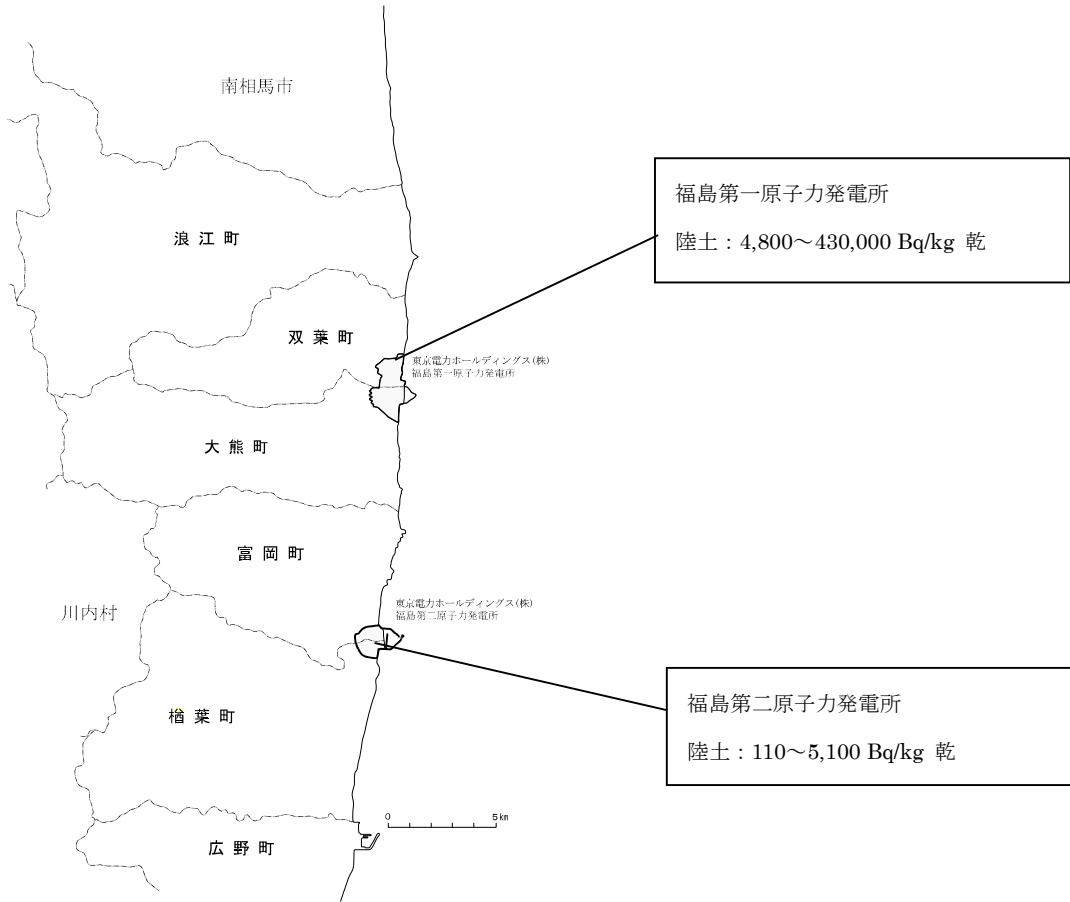 南相馬市
福島第一原子力発電所
陸土：4,800～430,000 Bq/kg 乾
浪江町
双葉町
東京電力ホールディングス(株)
福島第一原子力発電所
大熊町
富岡町
東京電力ホールディングス(株)
福島第二原子力発電所
川内村
福島第二原子力発電所
陸土：110～5,100 Bq/kg 乾
楢葉町
0 5km
広野町